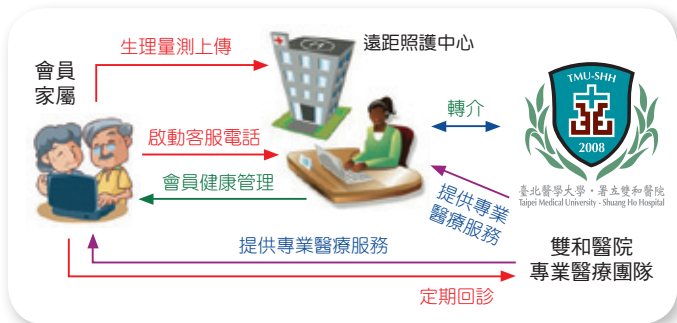 生理量測上傳
遠距照護中心
會員
家屬
TMU-SHH
2008
轉介
啟動客服電話
會員健康管理
臺北醫學大學・署立雙和醫院
Taipei Medical University - Shuang Ho Hospital
提供專業
醫療服務
提供專業醫療服務
雙和醫院
專業醫療團隊
定期回診